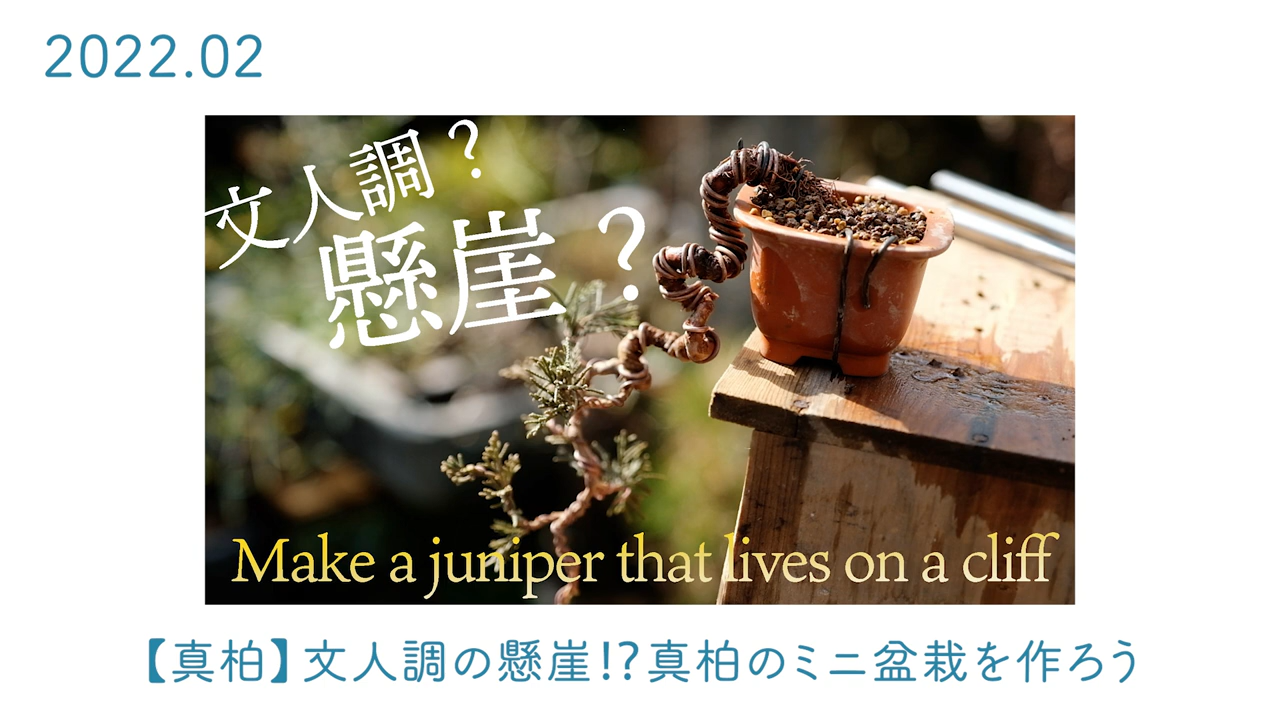 2022.02
文人調？
懸崖？
Make a juniper that lives on a cliff
【真柏】文人調の懸崖!?真柏のミニ盆栽を作ろう